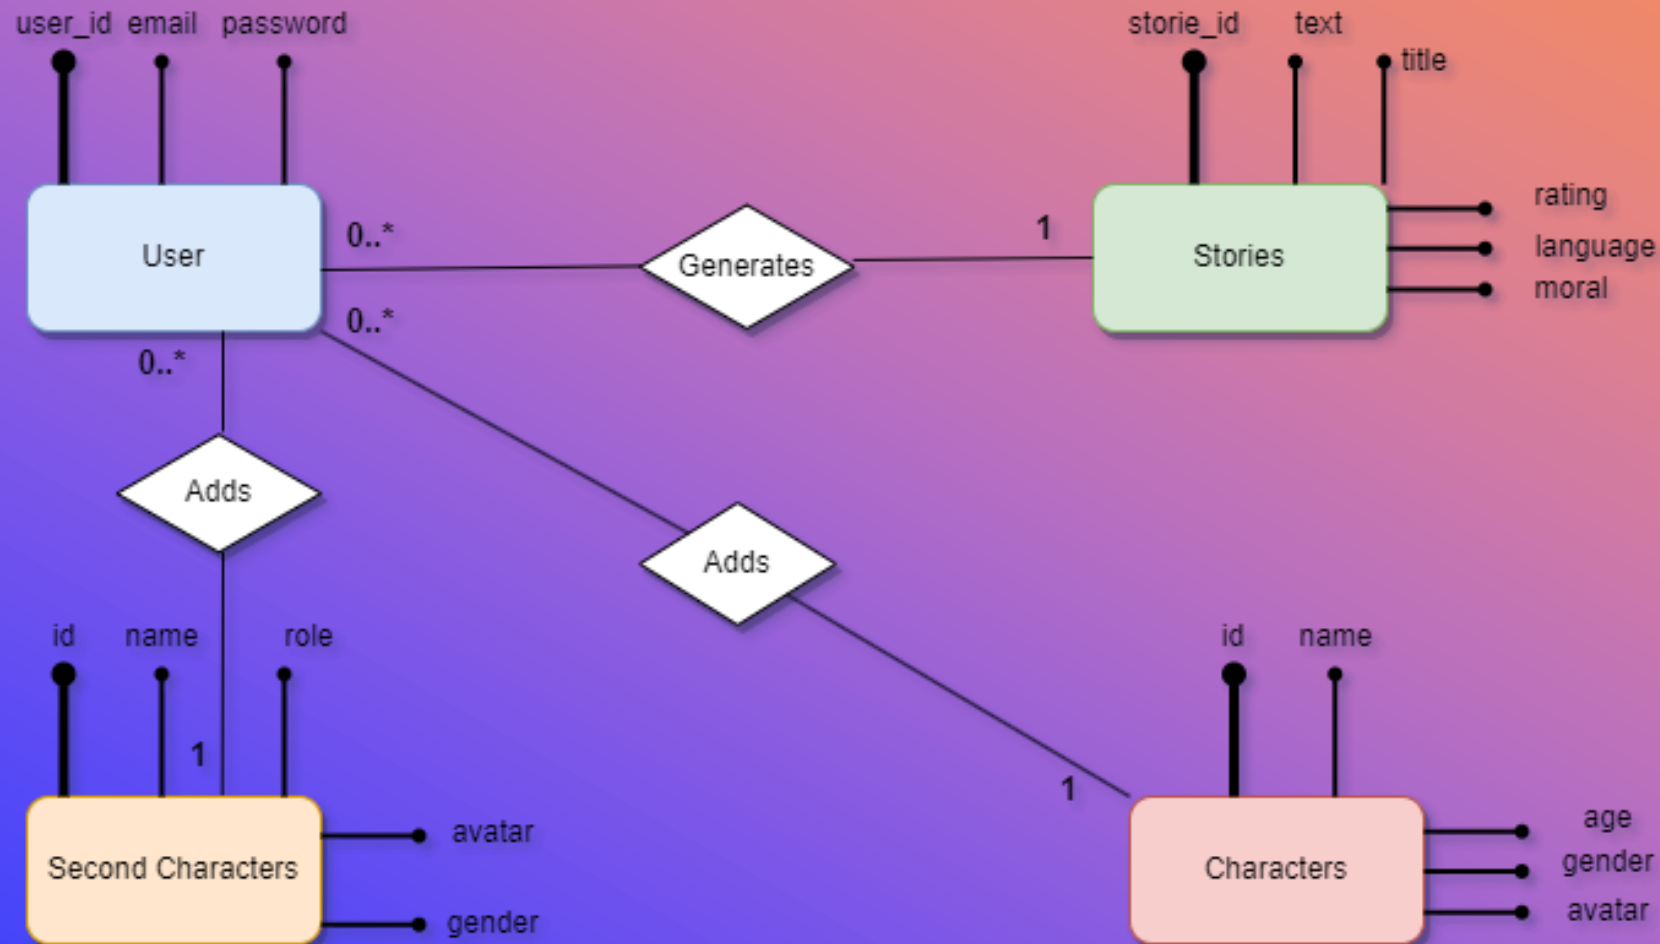 user_id email password
storie_id text
title
rating
0..*
1
User
Generates
Stories
language
moral
0..*
0..*
Adds
Adds
id name role
id name
1
1
age
avatar
gender
Second Characters
Characters
avatar
gender